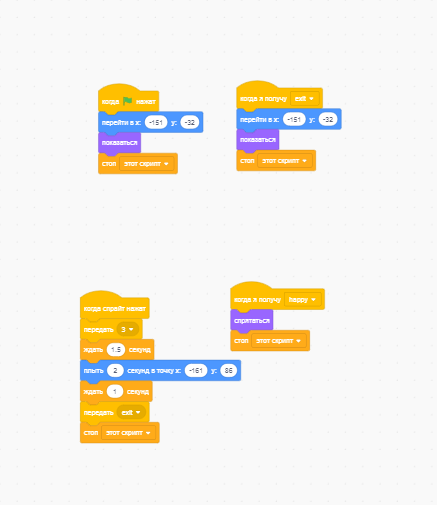 когда нажат
перейти в x: -151 y: -32
показаться
стоп этот скрипт
когда я получу exit
перейти в x: -151 y: -32
показаться
стоп этот скрипт
когда спрайт нажат
передать 3
ждать 1.5 секунд
плыть 2 секунд в точку x: -161 y: 86
ждать 1 секунд
передать exit
стоп этот скрипт
когда я получу happy
спрятаться
стоп этот скрипт